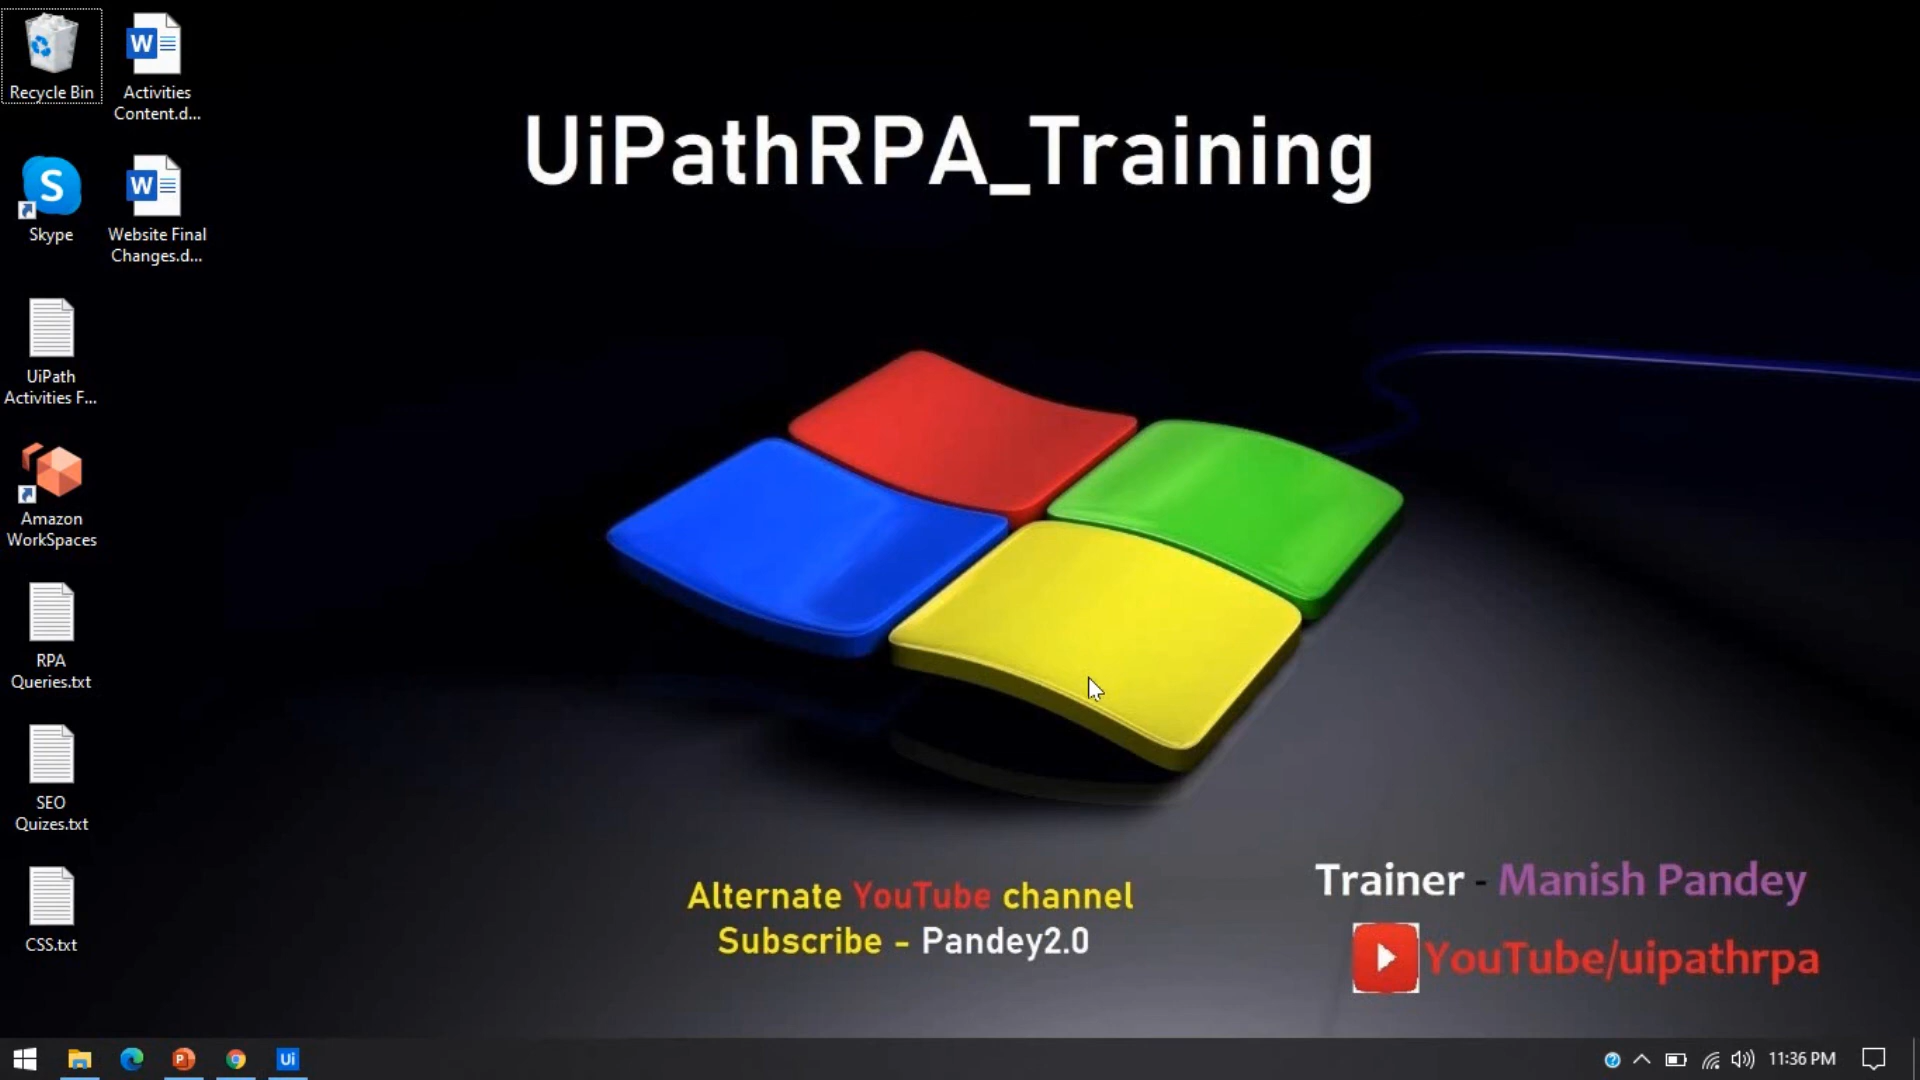 Recycle Bin
Activities
Content.d...
Skype
Website Final
Changes.d...
UiPath
Activities F...
Amazon
WorkSpaces
RPA
Queries.txt
SEO
Quizes.txt
CSS.txt
UiPathRPA_Training
Alternate YouTube channel
Subscribe - Pandey2.0
Trainer - Manish Pandey
YouTube/uipathrpa
Ui
11:36 PM